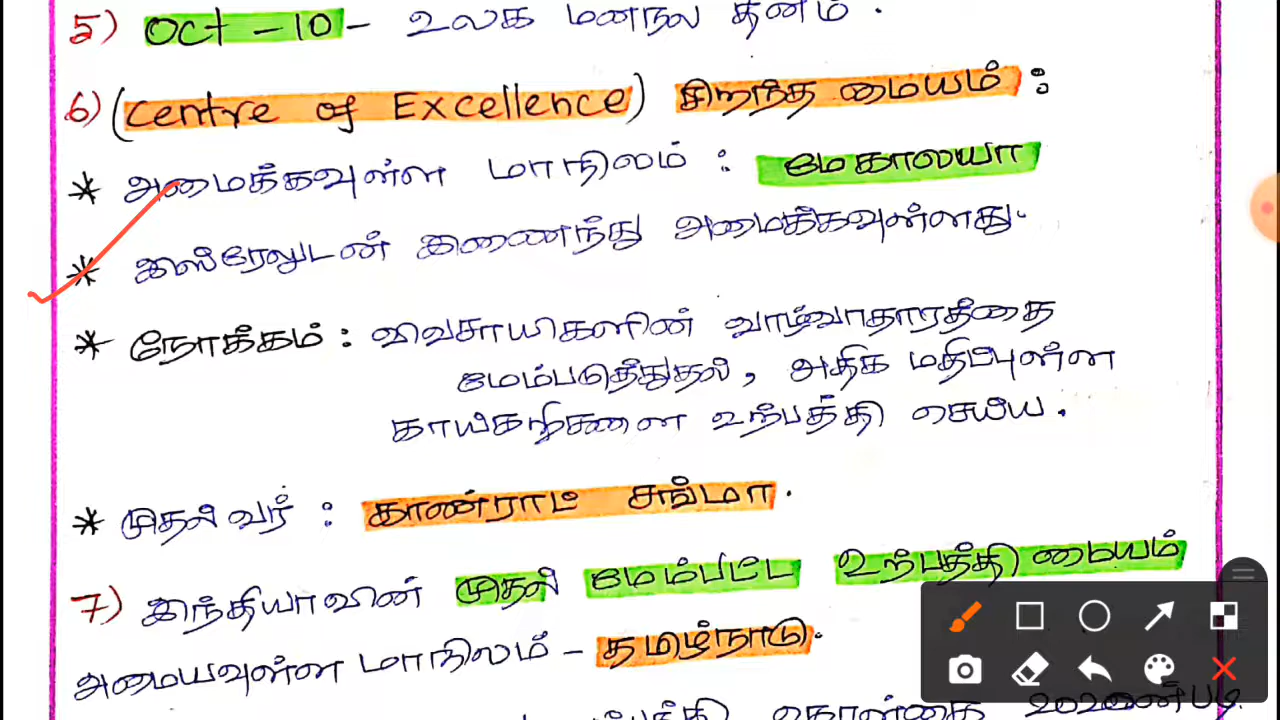 5) Oct - 10 - உலக மனநல தினம்.
6) (Centre of Excellence) சிறந்த மையம் :
* அமைக்கவுள்ள மாநிலம் : மேகாலயா
* இஸ்ரேலுடன் இணைந்து அமைக்கவுள்ளது.
* நோக்கம் : விவசாயிகளின் வாழ்வாதாரத்தை
மேம்படுத்துதல், அதிக மதிப்புள்ள
காய்கறிகளை உற்பத்தி செய்ய.
* முதல்வர் : கான்ராட் சங்மா.
7) இந்தியாவின் முதல் மேம்பட்ட உற்பத்தி மையம்
அமையவுள்ள மாநிலம் - தமிழ்நாடு.
கொள்கை